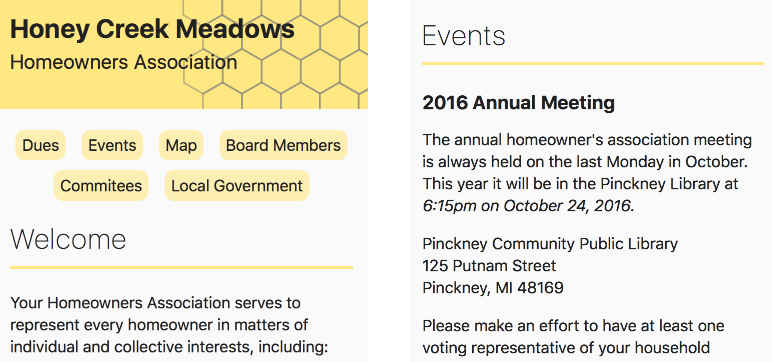 Honey Creek Meadows
Homeowners Association
Dues
Events
Map
Board Members
Commitees
Local Government
Welcome
Your Homeowners Association serves to
represent every homeowner in matters of
individual and collective interests, including:
Events
2016 Annual Meeting
The annual homeowner's association meeting
is always held on the last Monday in October.
This year it will be in the Pinckney Library at
6:15pm on October 24, 2016.
Pinckney Community Public Library
125 Putnam Street
Pinckney, MI 48169
Please make an effort to have at least one
voting representative of your household